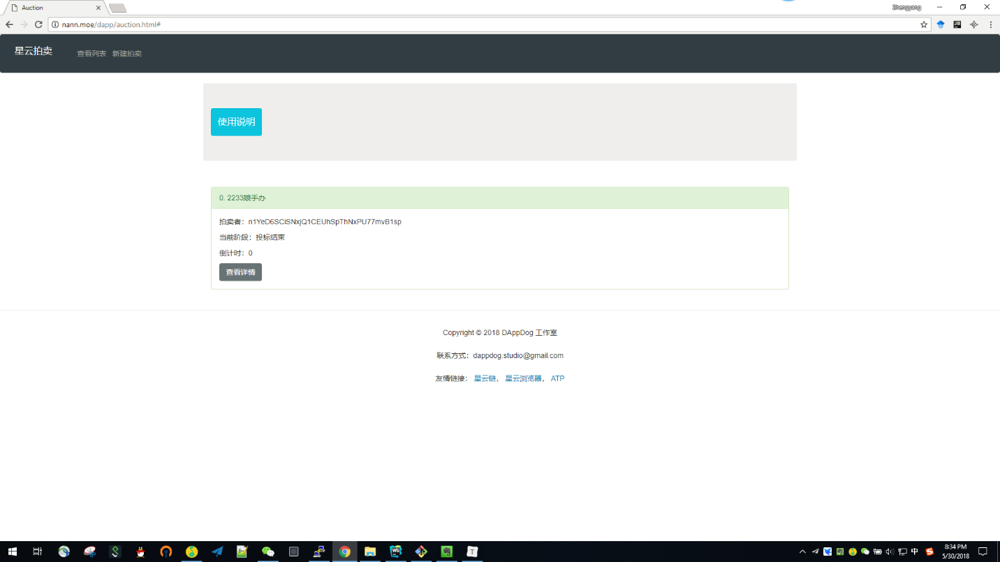 Auction
Zhengyang
nann.moe/dapp/auction.html#
星云拍卖
查看列表 新建拍卖
使用说明
0. 2233娘手办
拍卖者：n1YeD6SCiSNxjQ1CEUhSpThNxPU77mvB1sp
当前阶段：投标结束
倒计时：0
查看详情
Copyright © 2018 DAppDog 工作室
联系方式：dappdog.studio@gmail.com
友情链接： 星云链， 星云浏览器， ATP
中
8:34 PM
5/30/2018